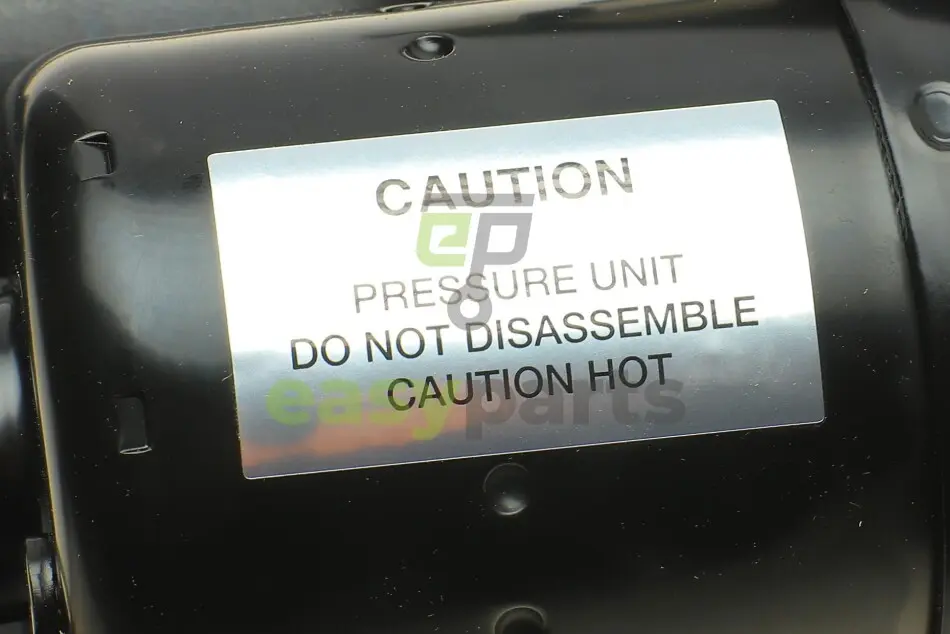 CAUTION
ep
PRESSURE UNIT
DO NOT DISASSEMBLE
CAUTION HOT
easyparts